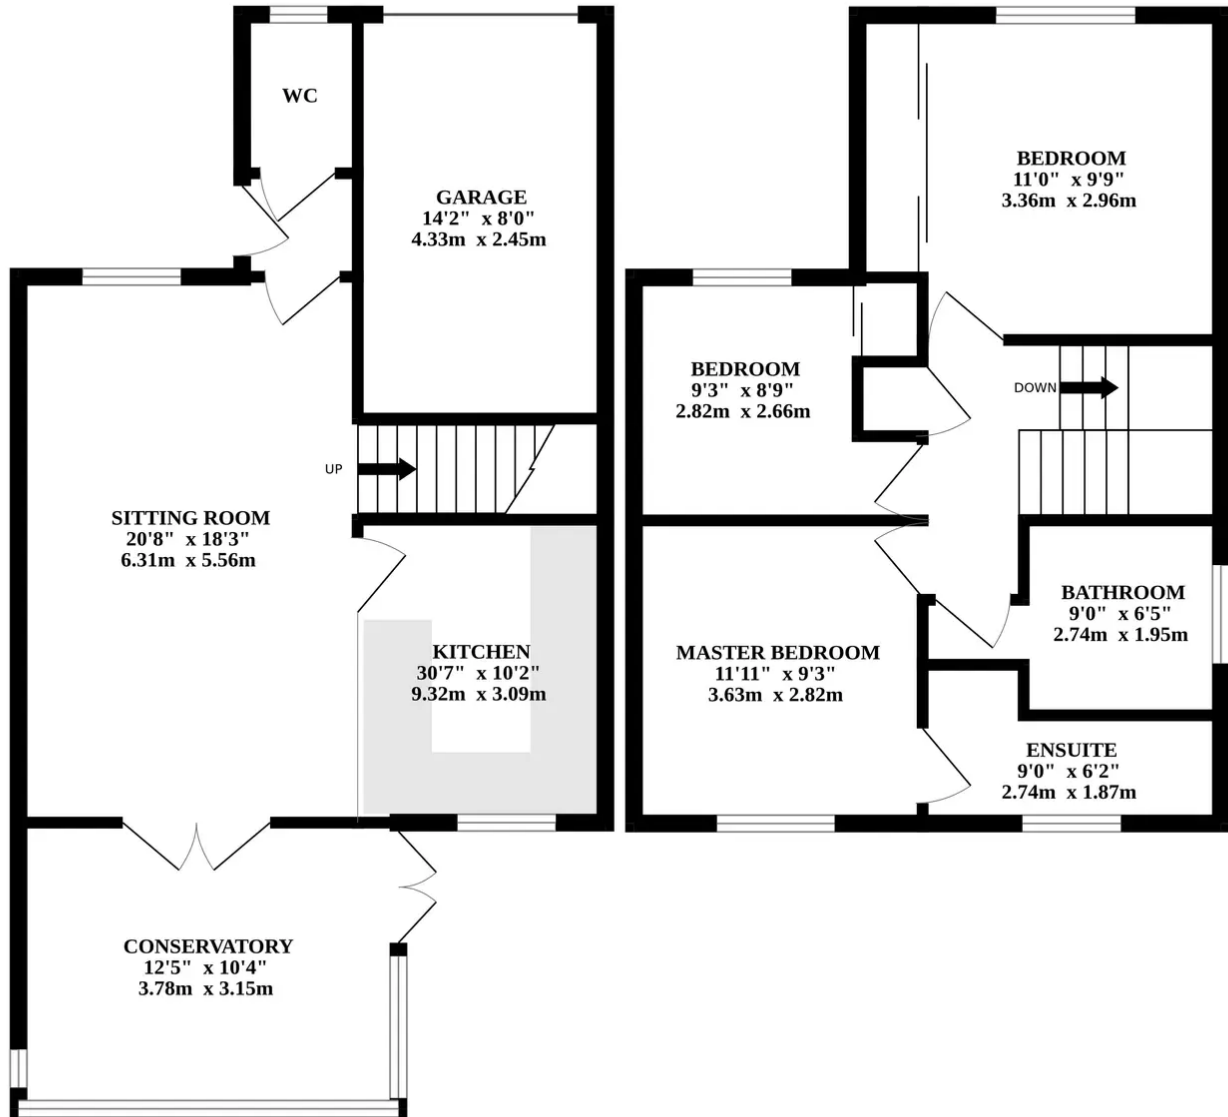 WC
GARAGE
14'2" x 8'0"
4.33m x 2.45m
UP
SITTING ROOM
20'8" x 18'3"
6.31m x 5.56m
KITCHEN
30'7" x 10'2"
9.32m x 3.09m
CONSERVATORY
12'5" x 10'4"
3.78m x 3.15m
BEDROOM
11'0" x 9'9"
3.36m x 2.96m
BEDROOM
9'3" x 8'9"
2.82m x 2.66m
DOWN
BATHROOM
9'0" x 6'5"
2.74m x 1.95m
MASTER BEDROOM
11'11" x 9'3"
3.63m x 2.82m
ENSUITE
9'0" x 6'2"
2.74m x 1.87m